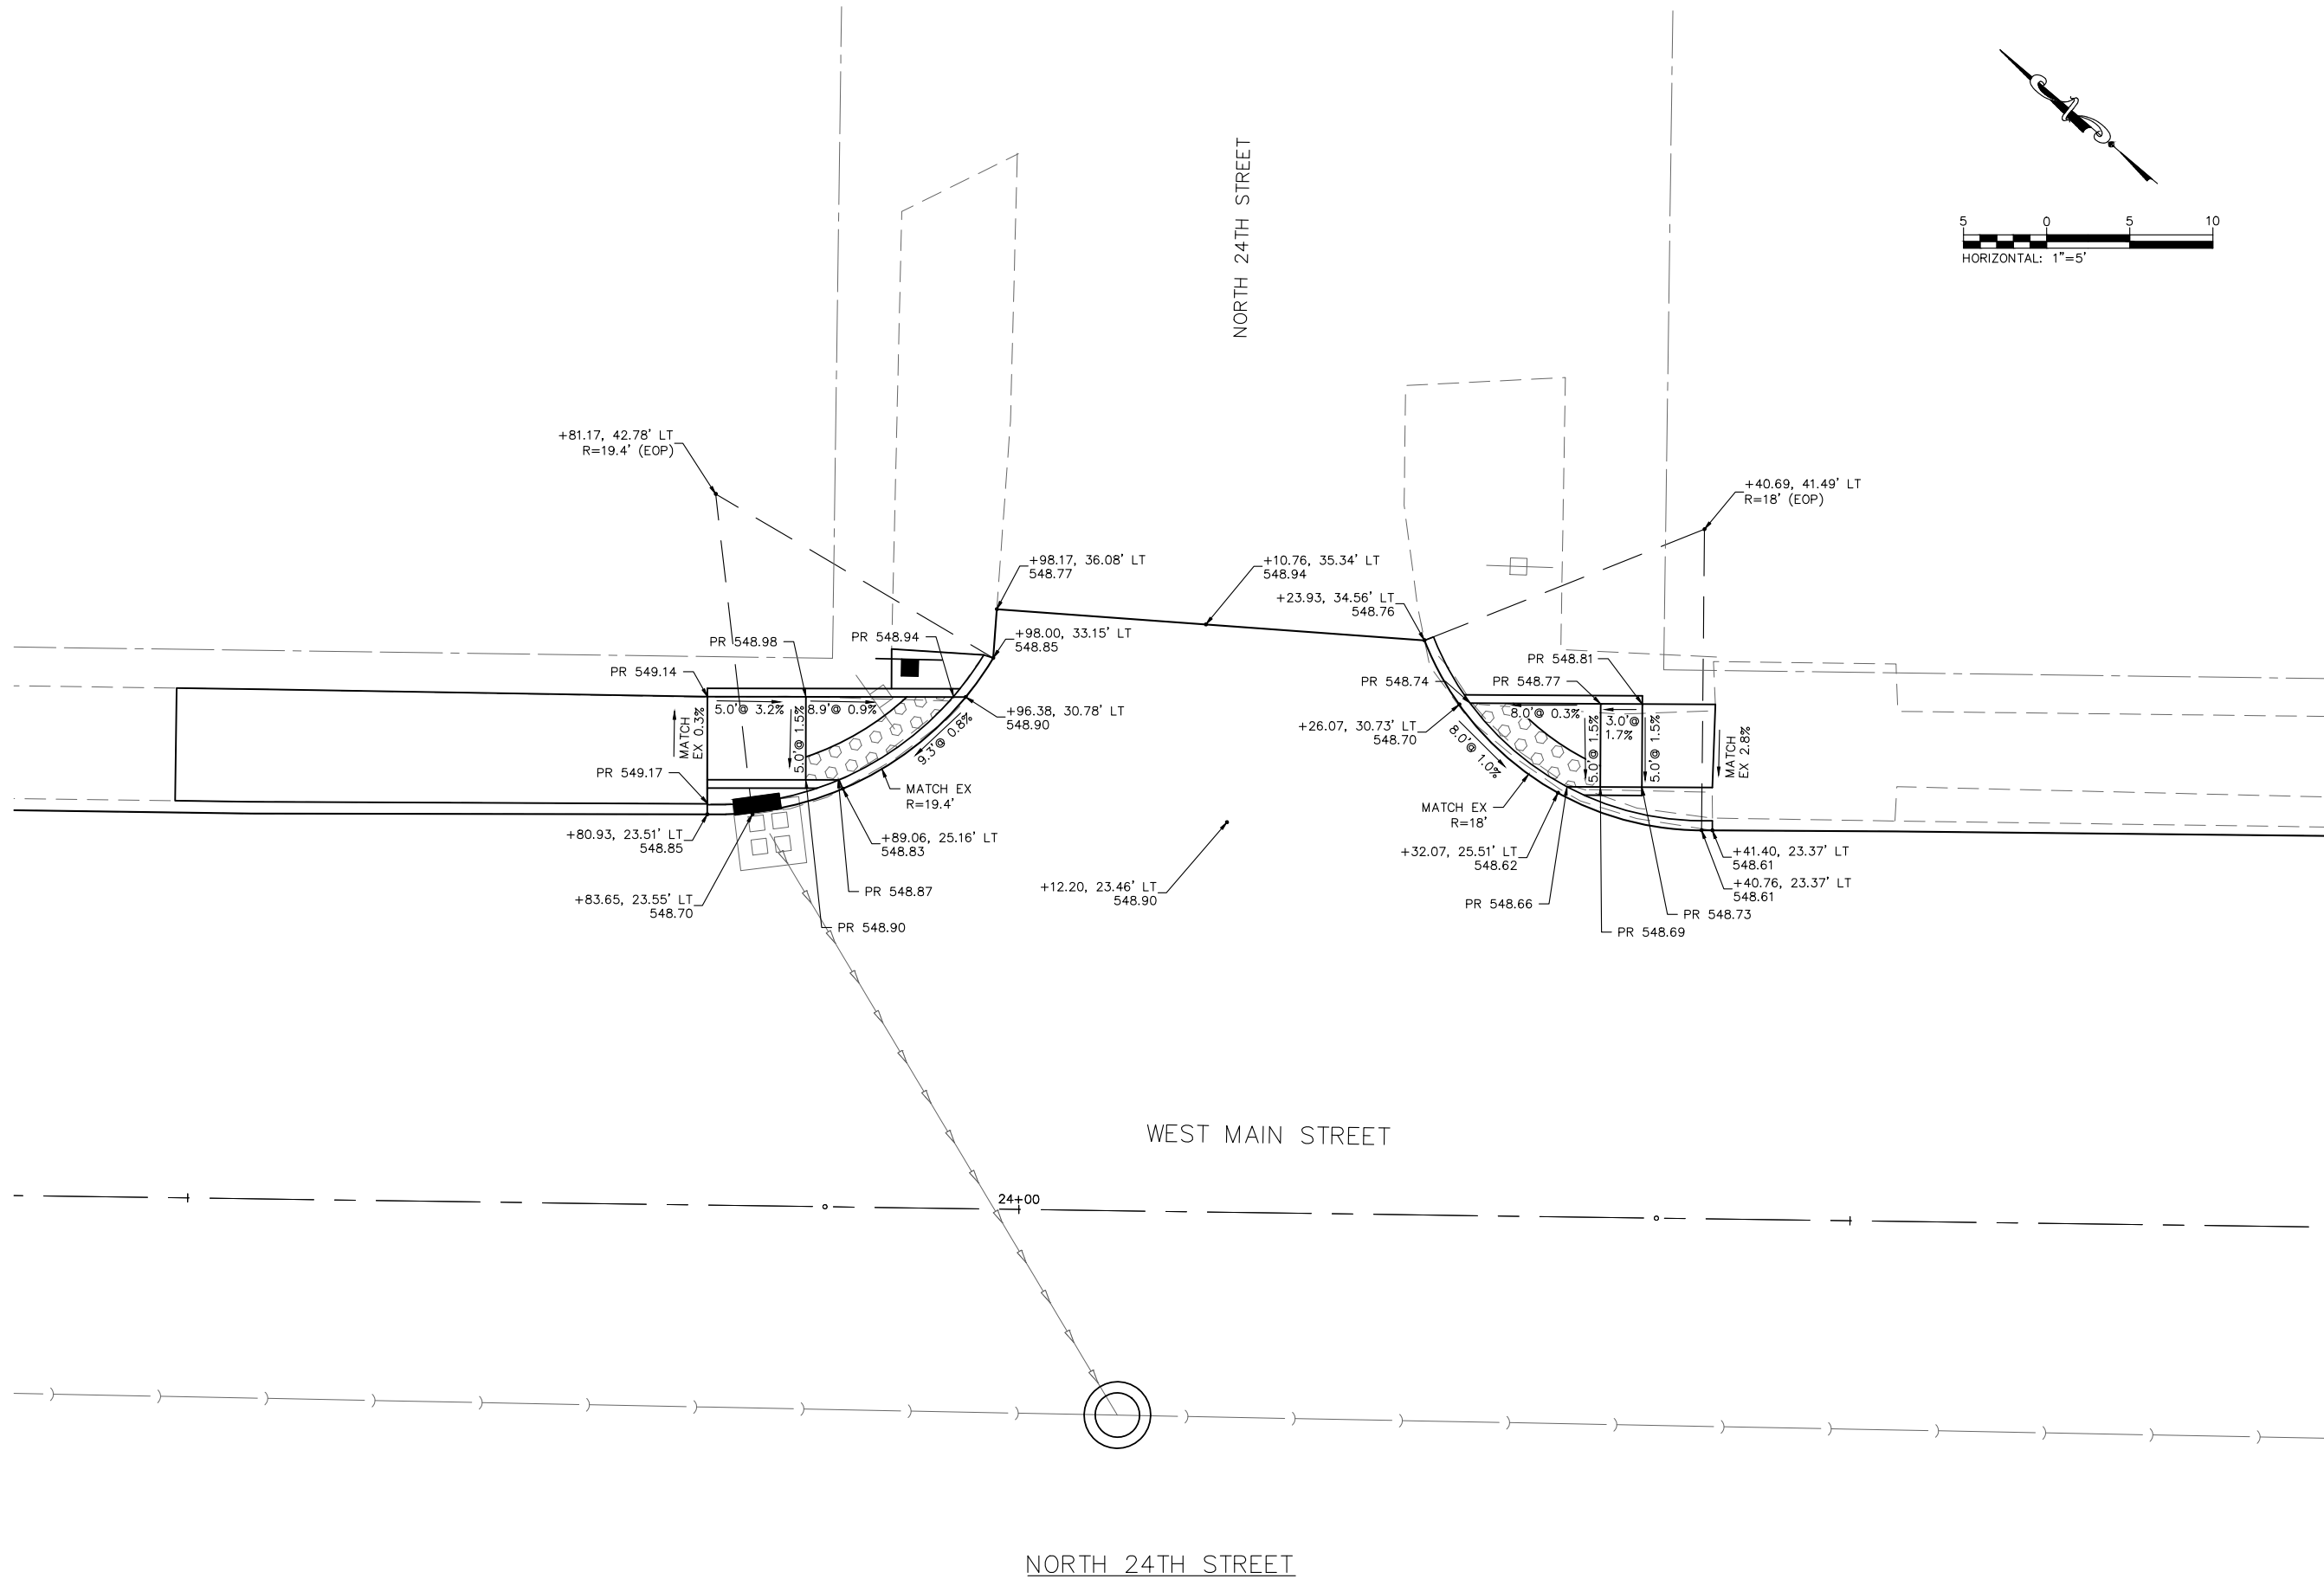 NORTH 24TH STREET
5 0 5 10
HORIZONTAL: 1"=5'
+81.17, 42.78' LT
R=19.4' (EOP)
+40.69, 41.49' LT
R=18' (EOP)
+98.17, 36.08' LT
548.77
+10.76, 35.34' LT
548.94
+23.93, 34.56' LT
548.76
PR 548.98
PR 548.94
+98.00, 33.15' LT
548.85
PR 549.14
PR 548.81
PR 548.74
PR 548.77
5.0'@ 3.2%
8.9'@ 0.9%
MATCH
EX 0.3%
5.0'@ 1.5%
9.3'@ 0.8%
+96.38, 30.78' LT
548.90
+26.07, 30.73' LT
548.70
8.0'@ 0.3%
3.0'@
1.7%
5.0'@ 1.5%
5.0'@ 1.5%
MATCH
EX 2.8%
8.0'@ 1.0%
PR 549.17
MATCH EX
R=19.4'
MATCH EX
R=18'
+80.93, 23.51' LT
548.85
+89.06, 25.16' LT
548.83
+32.07, 25.51' LT
548.62
+41.40, 23.37' LT
548.61
+40.76, 23.37' LT
548.61
PR 548.87
+12.20, 23.46' LT
548.90
+83.65, 23.55' LT
548.70
PR 548.90
PR 548.66
PR 548.73
PR 548.69
WEST MAIN STREET
24+00
NORTH 24TH STREET